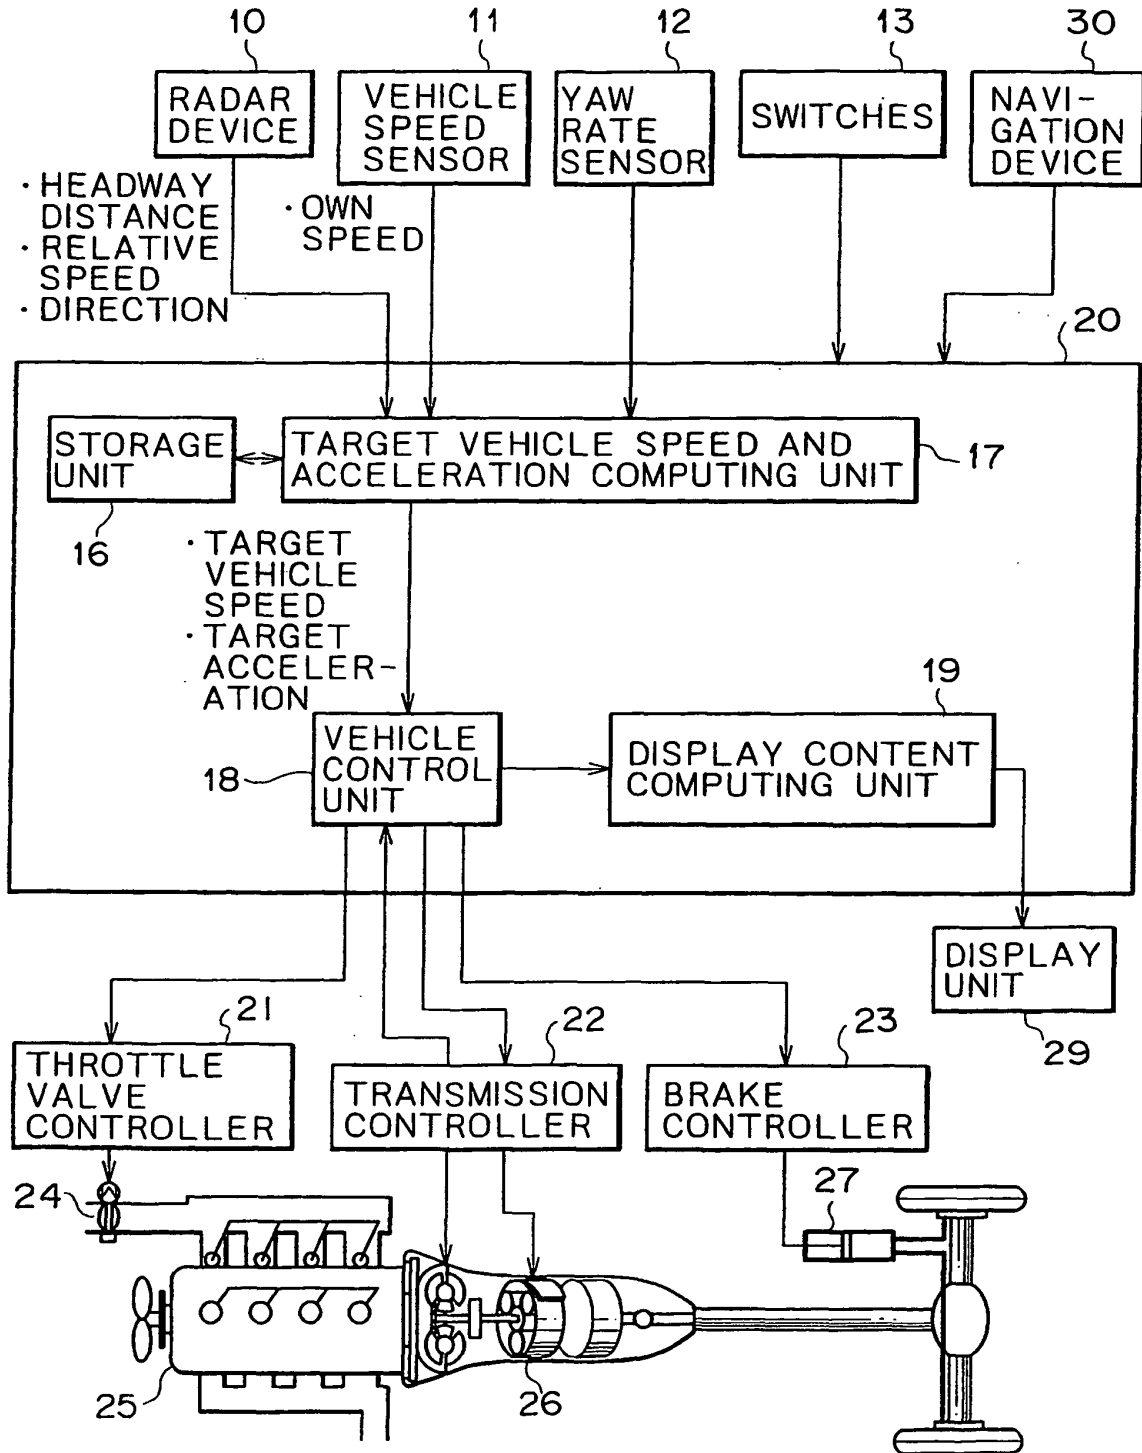 10
11
12
13
30
RADAR
DEVICE
VEHICLE
SPEED
SENSOR
YAW
RATE
SENSOR
SWITCHES
NAVI-
GATION
DEVICE
· HEADWAY
DISTANCE
· RELATIVE
SPEED
· DIRECTION
· OWN
SPEED
20
STORAGE
UNIT
16
TARGET VEHICLE SPEED AND
ACCELERATION COMPUTING UNIT
17
· TARGET
VEHICLE
SPEED
· TARGET
ACCELER-
ATION
18
VEHICLE
CONTROL
UNIT
19
DISPLAY CONTENT
COMPUTING UNIT
DISPLAY
UNIT
29
21
THROTTLE
VALVE
CONTROLLER
22
TRANSMISSION
CONTROLLER
23
BRAKE
CONTROLLER
24
27
25
26